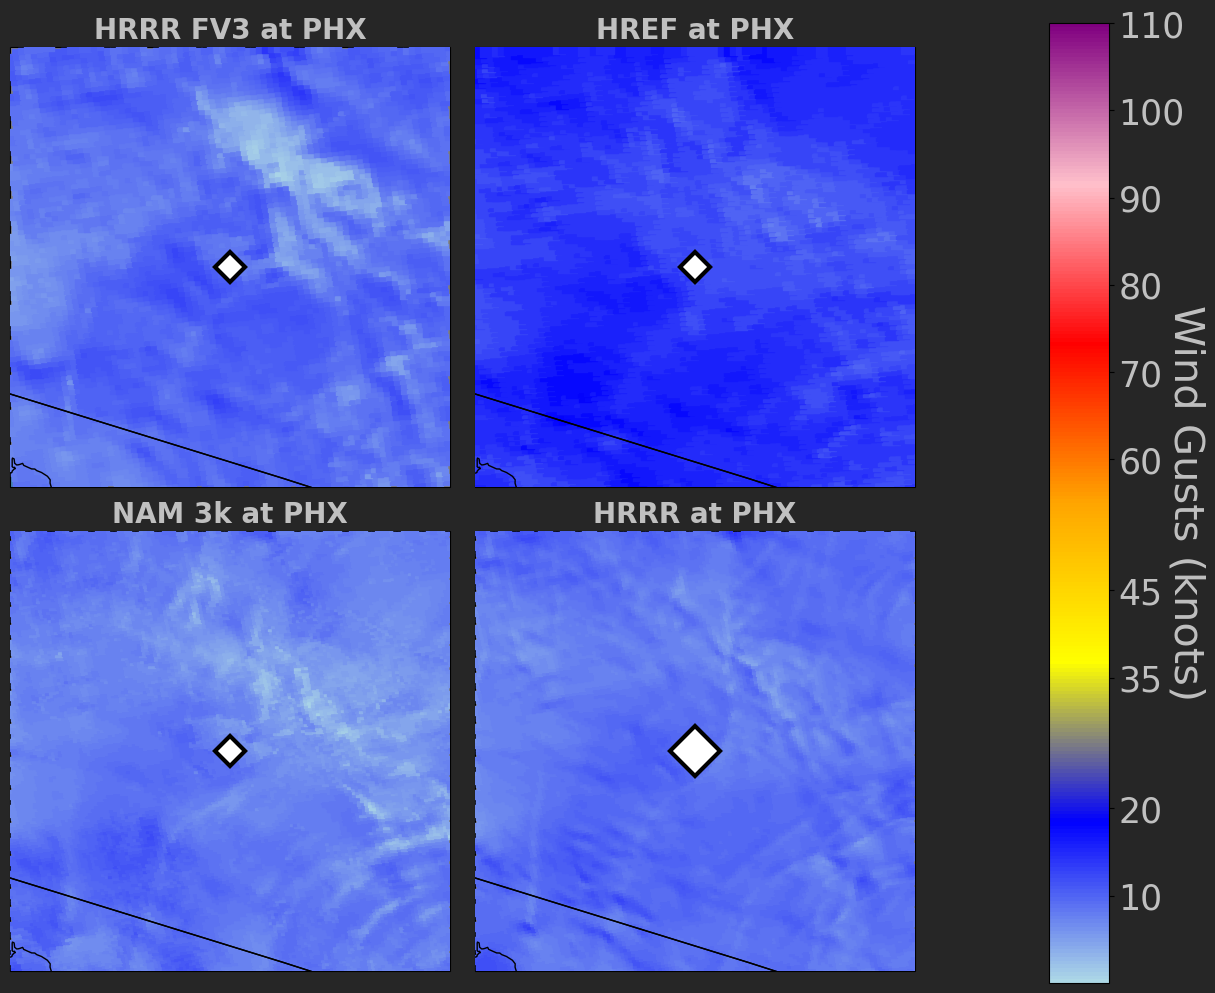 HRRR FV3 at PHX
HREF at PHX
NAM 3k at PHX
HRRR at PHX
110
100
90
80
70
60
45
35
20
10
Wind Gusts (knots)